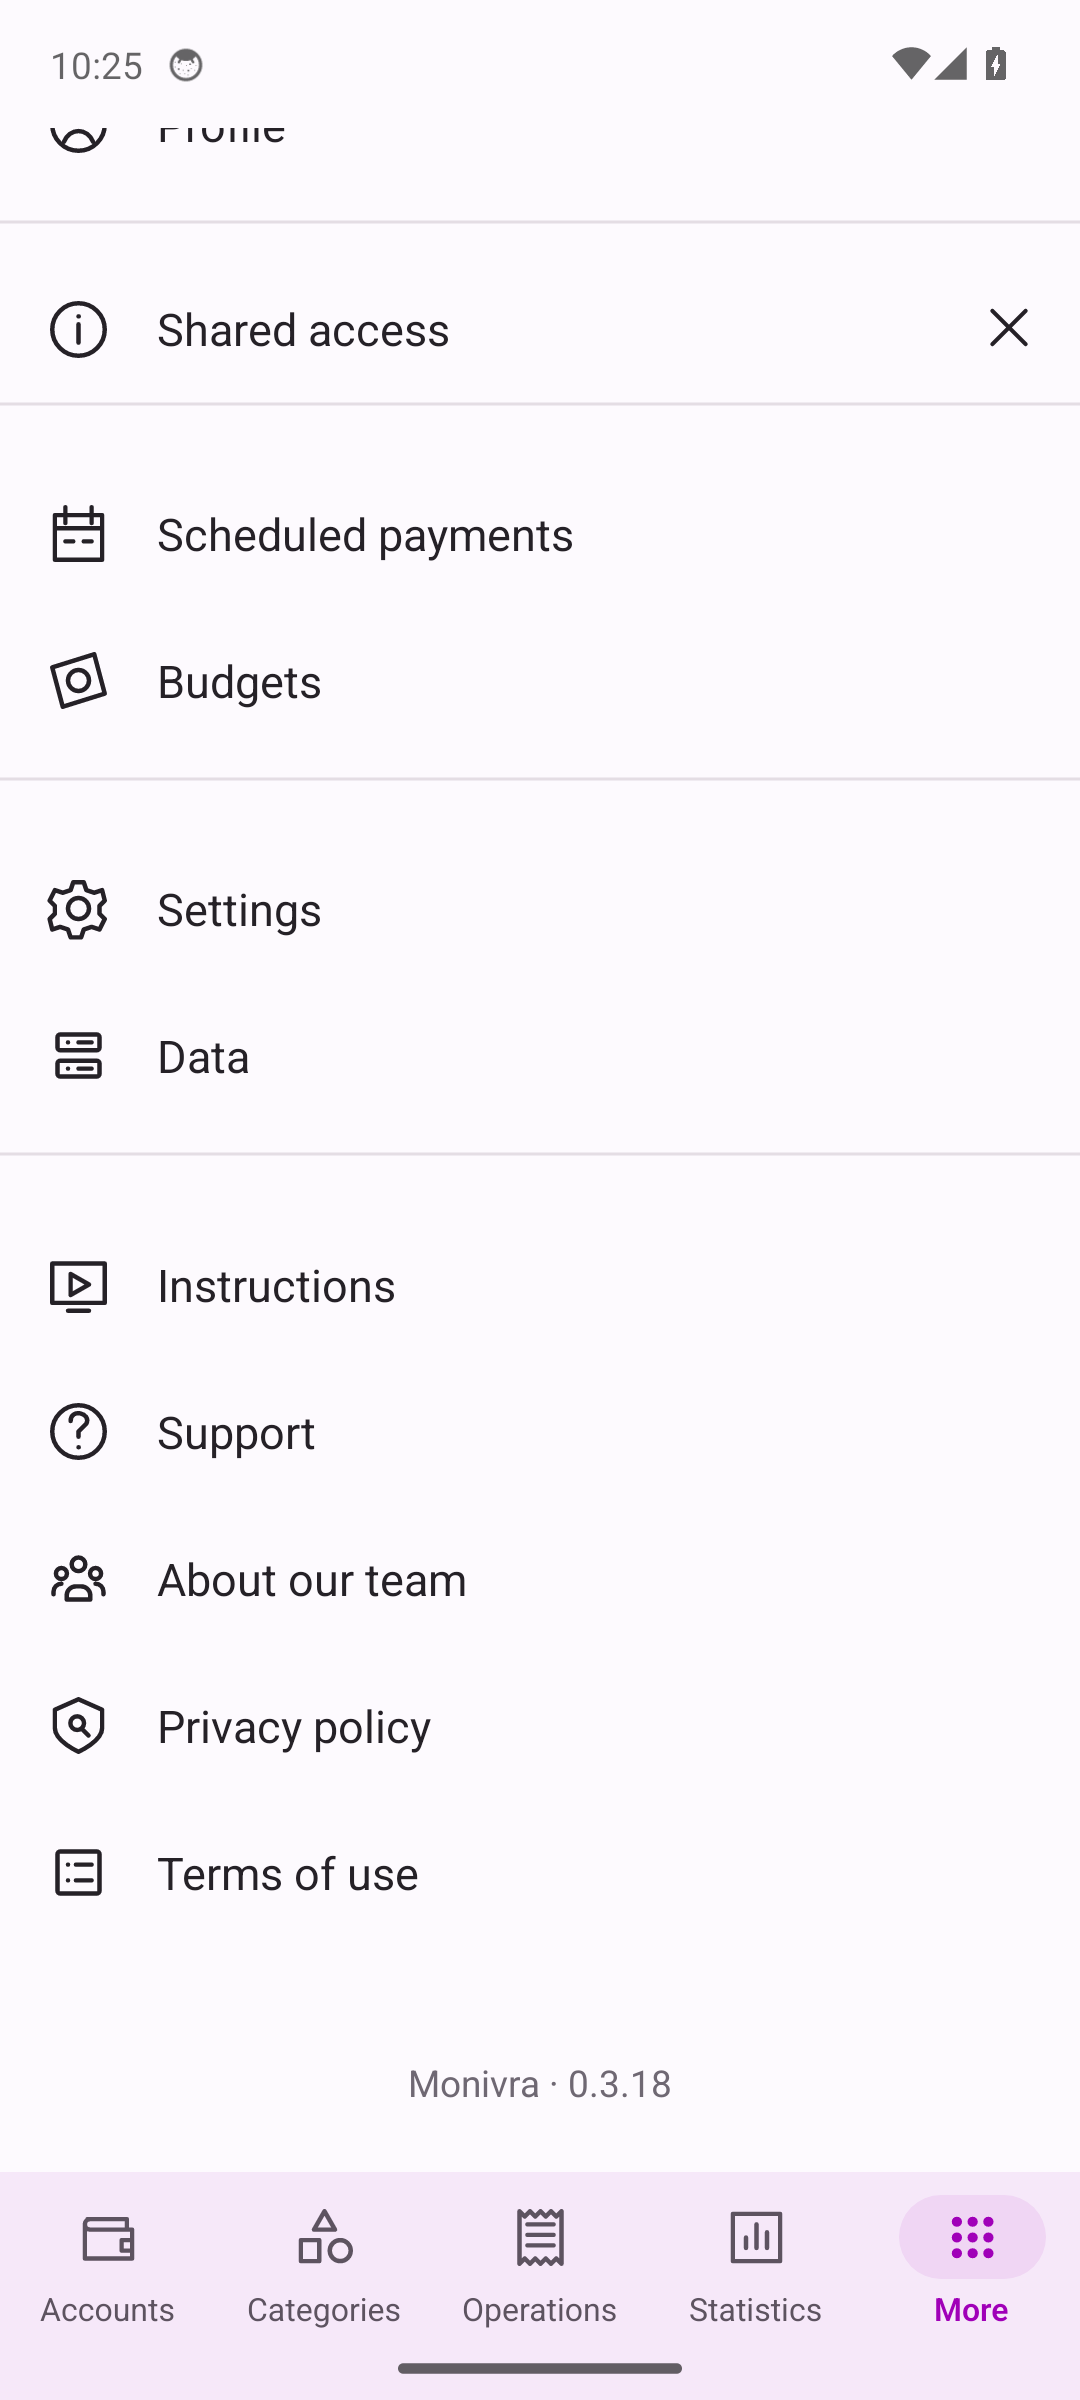 10:25
Profile
Shared access
Scheduled payments
Budgets
Settings
Data
Instructions
Support
About our team
Privacy policy
Terms of use
Monivra · 0.3.18
Accounts
Categories
Operations
Statistics
More